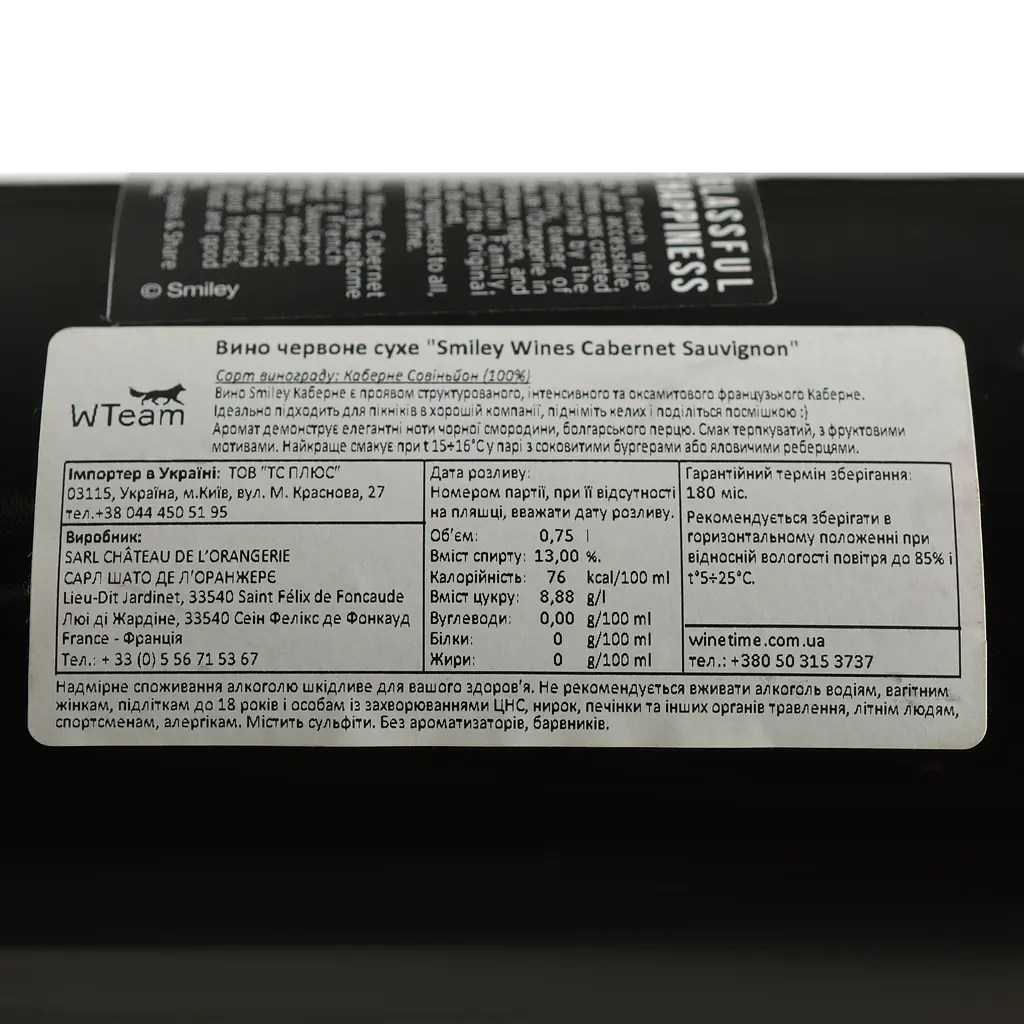 GLASSFUL
HAPPINESS
© Smiley
Вино червоне сухе "Smiley Wines Cabernet Sauvignon"
Сорт винограду: Каберне Совіньйон (100%)
Вино Smiley Каберне є проявом структурованого, інтенсивного та оксамитового французького Каберне.
Ідеально підходить для пікніків в хорошій компанії, підніміть келих і поділіться посмішкою :)
Аромат демонструє елегантні ноти чорної смородини, болгарського перцю. Смак терпкуватий, з фруктовими
мотивами. Найкраще смакує при t 15÷16°C у парі з соковитими бургерами або яловичими реберцями.
WTeam
Імпортер в Україні: ТОВ "ТС ПЛЮС"
03115, Україна, м.Київ, вул. М. Краснова, 27
тел.+38 044 450 51 95
Виробник:
SARL CHÂTEAU DE L'ORANGERIE
САРЛ ШАТО ДЕ Л'ОРАНЖЕРЄ
Lieu-Dit Jardinet, 33540 Saint Félix de Foncaude
Люі ді Жардіне, 33540 Сеін Фелікс де Фонкауд
France - Франція
Тел.: + 33 (0) 5 56 71 53 67
Дата розливу:
Номером партії, при її відсутності
на пляшці, вважати дату розливу.
Об'єм: 0,75 l
Вміст спирту: 13,00 %.
Калорійність: 76 kcal/100 ml
Вміст цукру: 8,88 g/l
Вуглеводи: 0,00 g/100 ml
Білки: 0 g/100 ml
Жири: 0 g/100 ml
Гарантійний термін зберігання:
180 міс.
Рекомендується зберігати в
горизонтальному положенні при
відносній вологості повітря до 85% і
t°5÷25°C.
winetime.com.ua
тел.: +380 50 315 3737
Надмірне споживання алкоголю шкідливе для вашого здоров'я. Не рекомендується вживати алкоголь водіям, вагітним
жінкам, підліткам до 18 років і особам із захворюваннями ЦНС, нирок, печінки та інших органів травлення, літнім людям,
спортсменам, алергікам. Містить сульфіти. Без ароматизаторів, барвників.